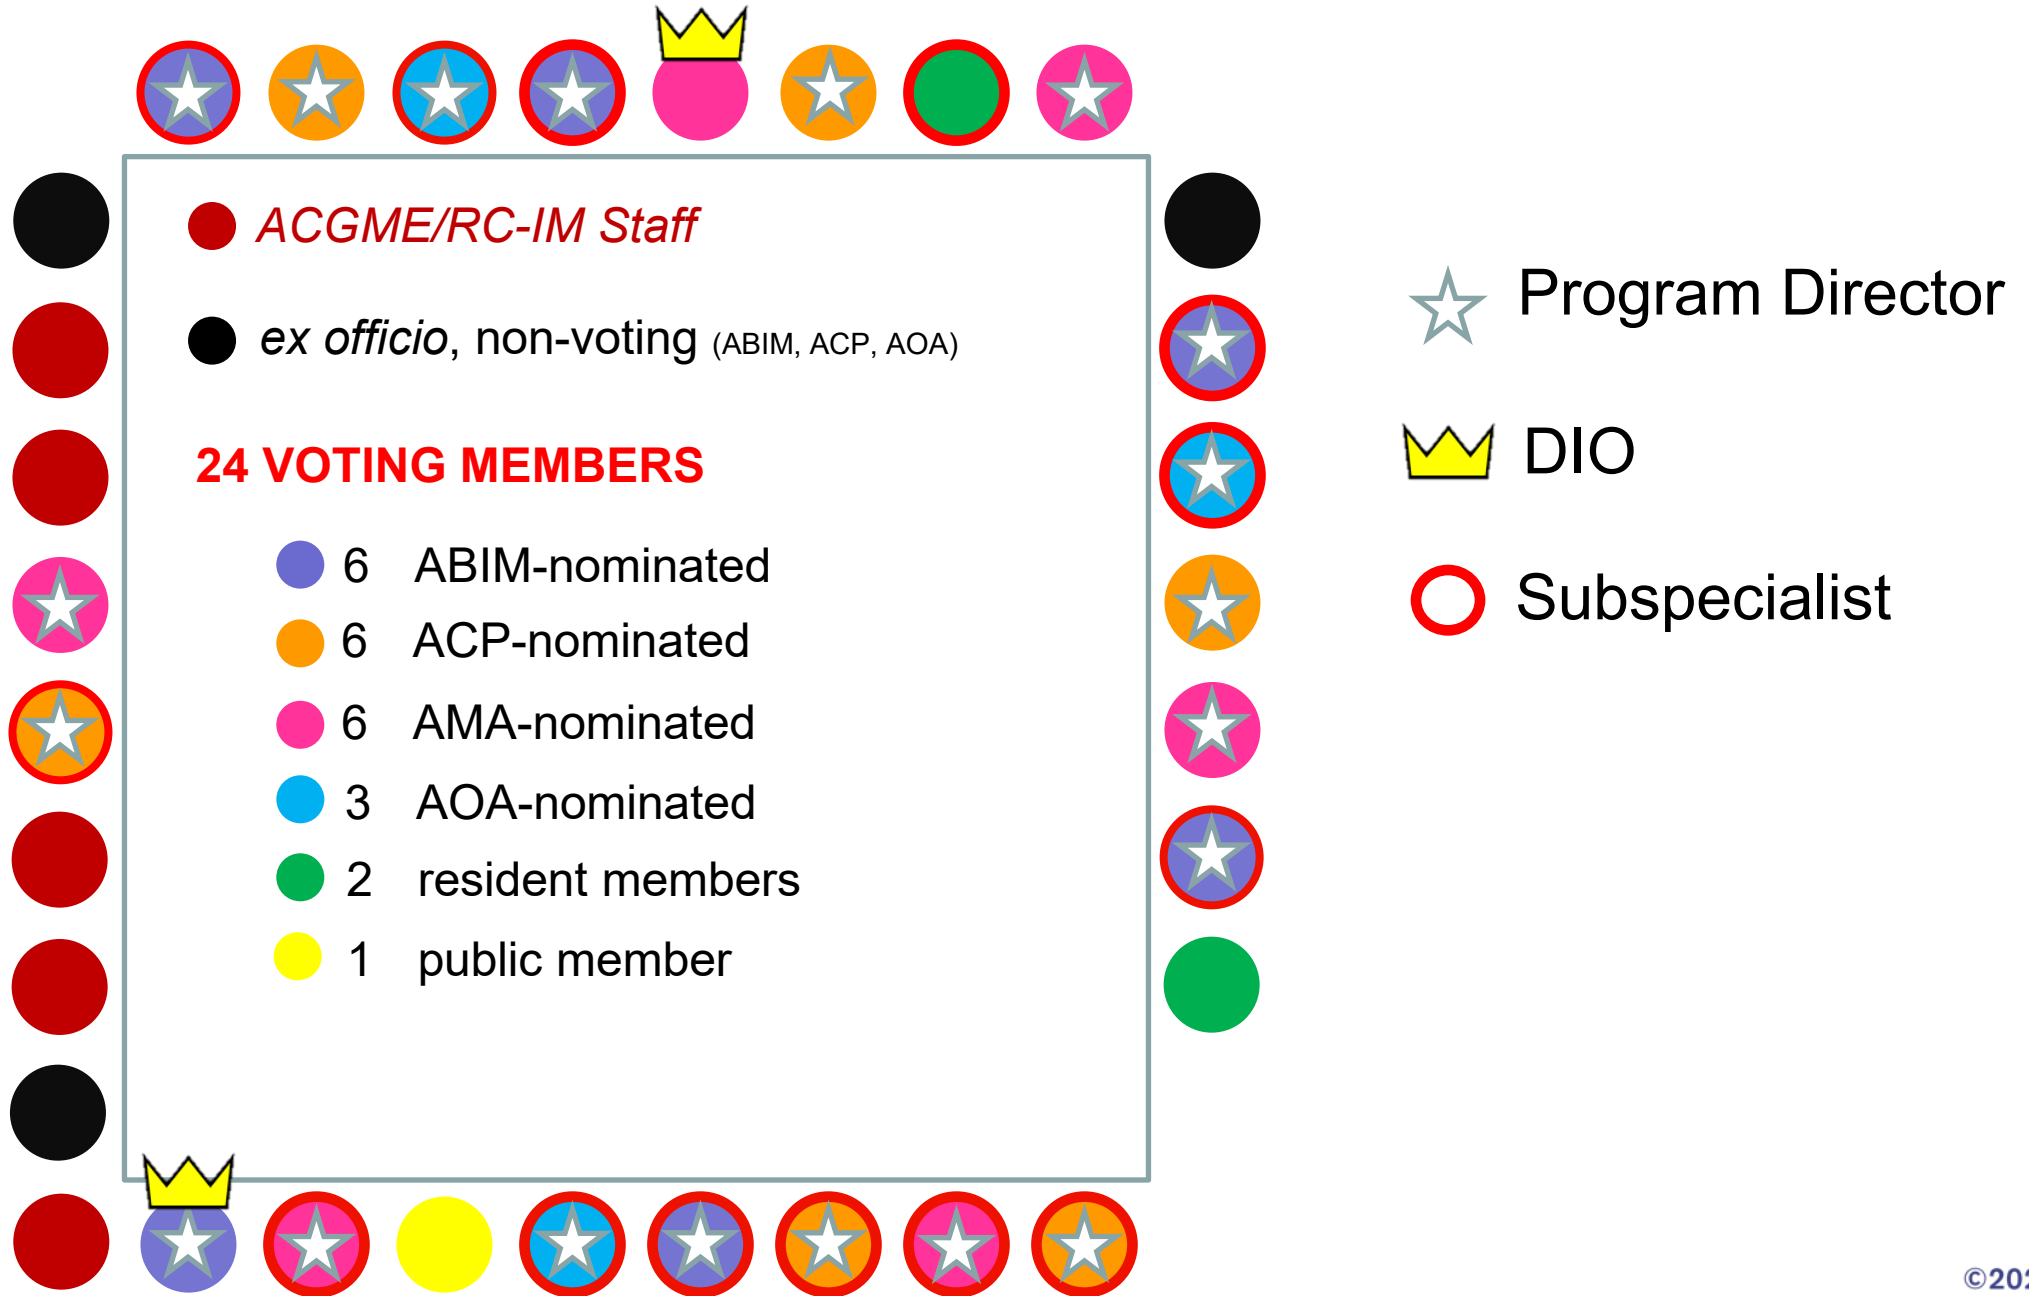 ACGME/RC-IM Staff
ex officio, non-voting (ABIM, ACP, AOA)
24 VOTING MEMBERS
6 ABIM-nominated
6 ACP-nominated
6 AMA-nominated
3 AOA-nominated
2 resident members
1 public member
Program Director
DIO
Subspecialist
©202